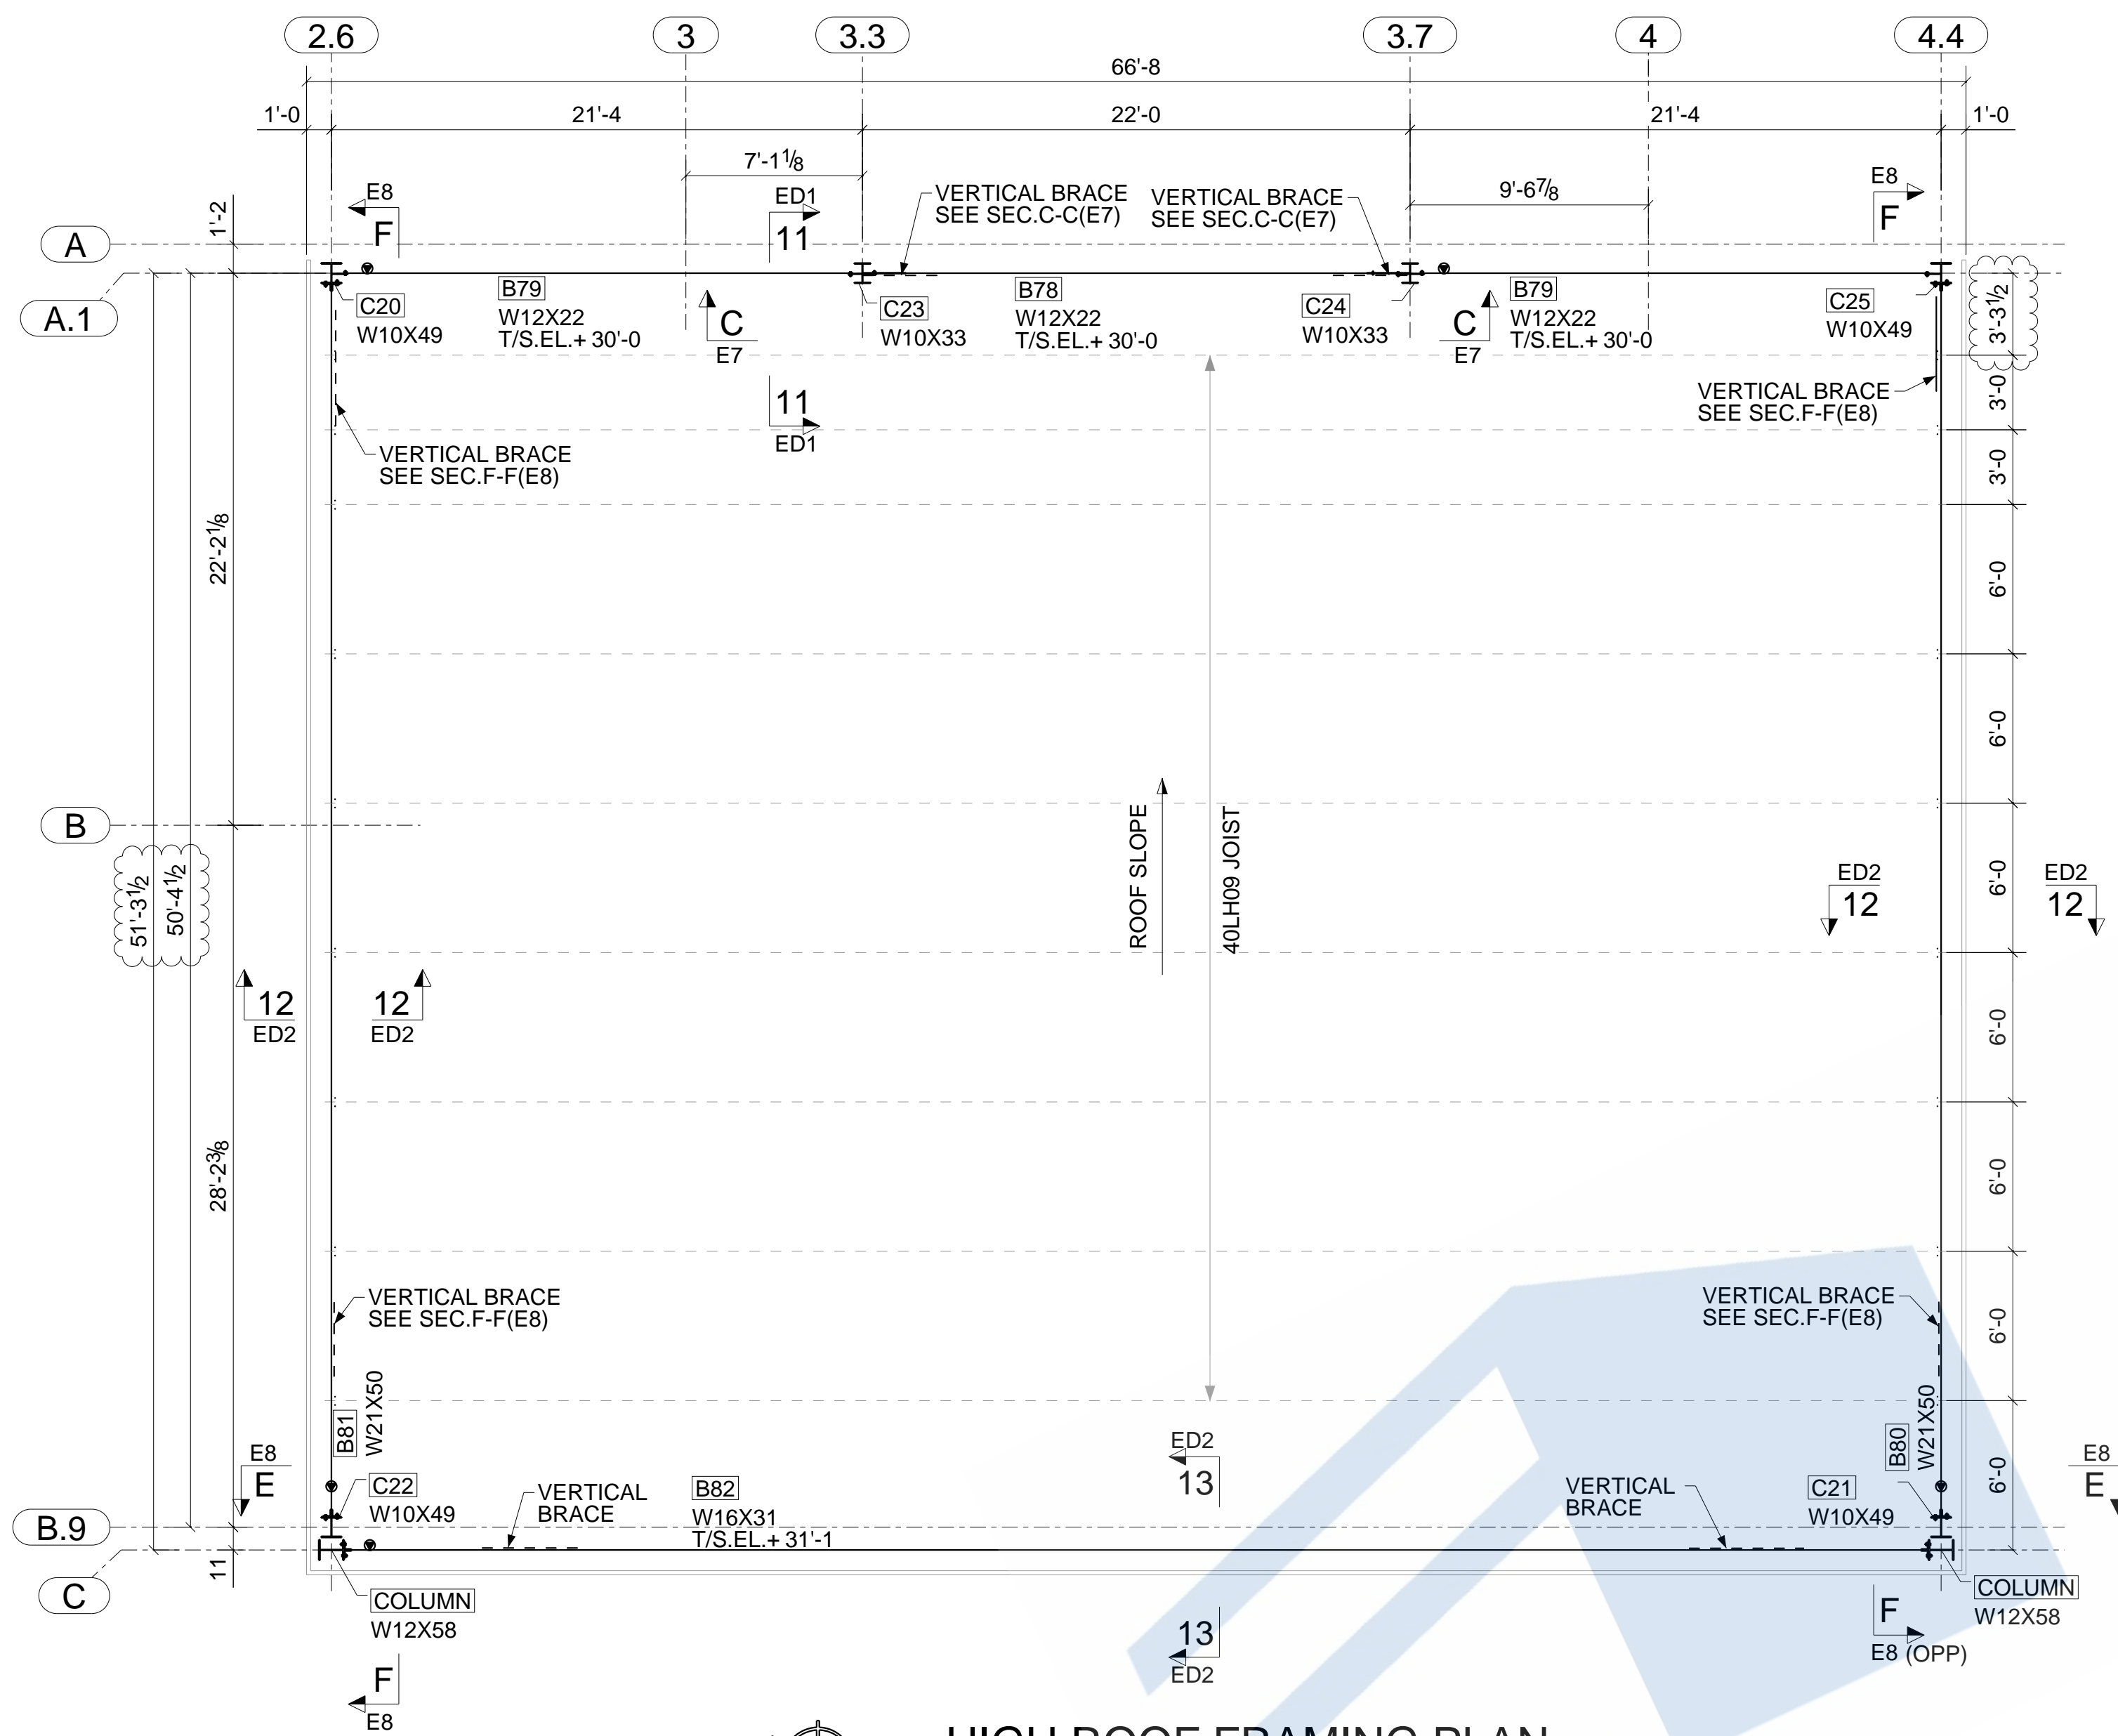 2.6
3
3.3
3.7
4
4.4
66'-8
1'-0
21'-4
22'-0
21'-4
1'-0
7'-1 1/8
9'-6 7/8
E8
F
ED1
11
VERTICAL BRACE
SEE SEC.C-C(E7)
VERTICAL BRACE
SEE SEC.C-C(E7)
E8
F
1'-2
A
A.1
C20
W10X49
B79
W12X22
T/S.EL.+ 30'-0
C
E7
C23
W10X33
B78
W12X22
T/S.EL.+ 30'-0
C24
W10X33
C
E7
B79
W12X22
T/S.EL.+ 30'-0
C25
W10X49
3'-3 1/2
VERTICAL BRACE
SEE SEC.F-F(E8)
3'-0
11
ED1
VERTICAL BRACE
SEE SEC.F-F(E8)
3'-0
22'-2 1/8
6'-0
6'-0
B
51'-3 1/2
50'-4 1/2
ROOF SLOPE
40LH09 JOIST
ED2
12
ED2
12
6'-0
12
ED2
12
ED2
6'-0
28'-2 3/8
6'-0
VERTICAL BRACE
SEE SEC.F-F(E8)
VERTICAL BRACE
SEE SEC.F-F(E8)
6'-0
B81
W21X50
B80
W21X50
E8
E
C22
W10X49
VERTICAL
BRACE
B82
W16X31
T/S.EL.+ 31'-1
ED2
13
VERTICAL
BRACE
C21
W10X49
6'-0
E8
E
B.9
C
11
COLUMN
W12X58
13
ED2
F
E8 (OPP)
COLUMN
W12X58
F
E8
HIGH ROOF FRAMING PLAN